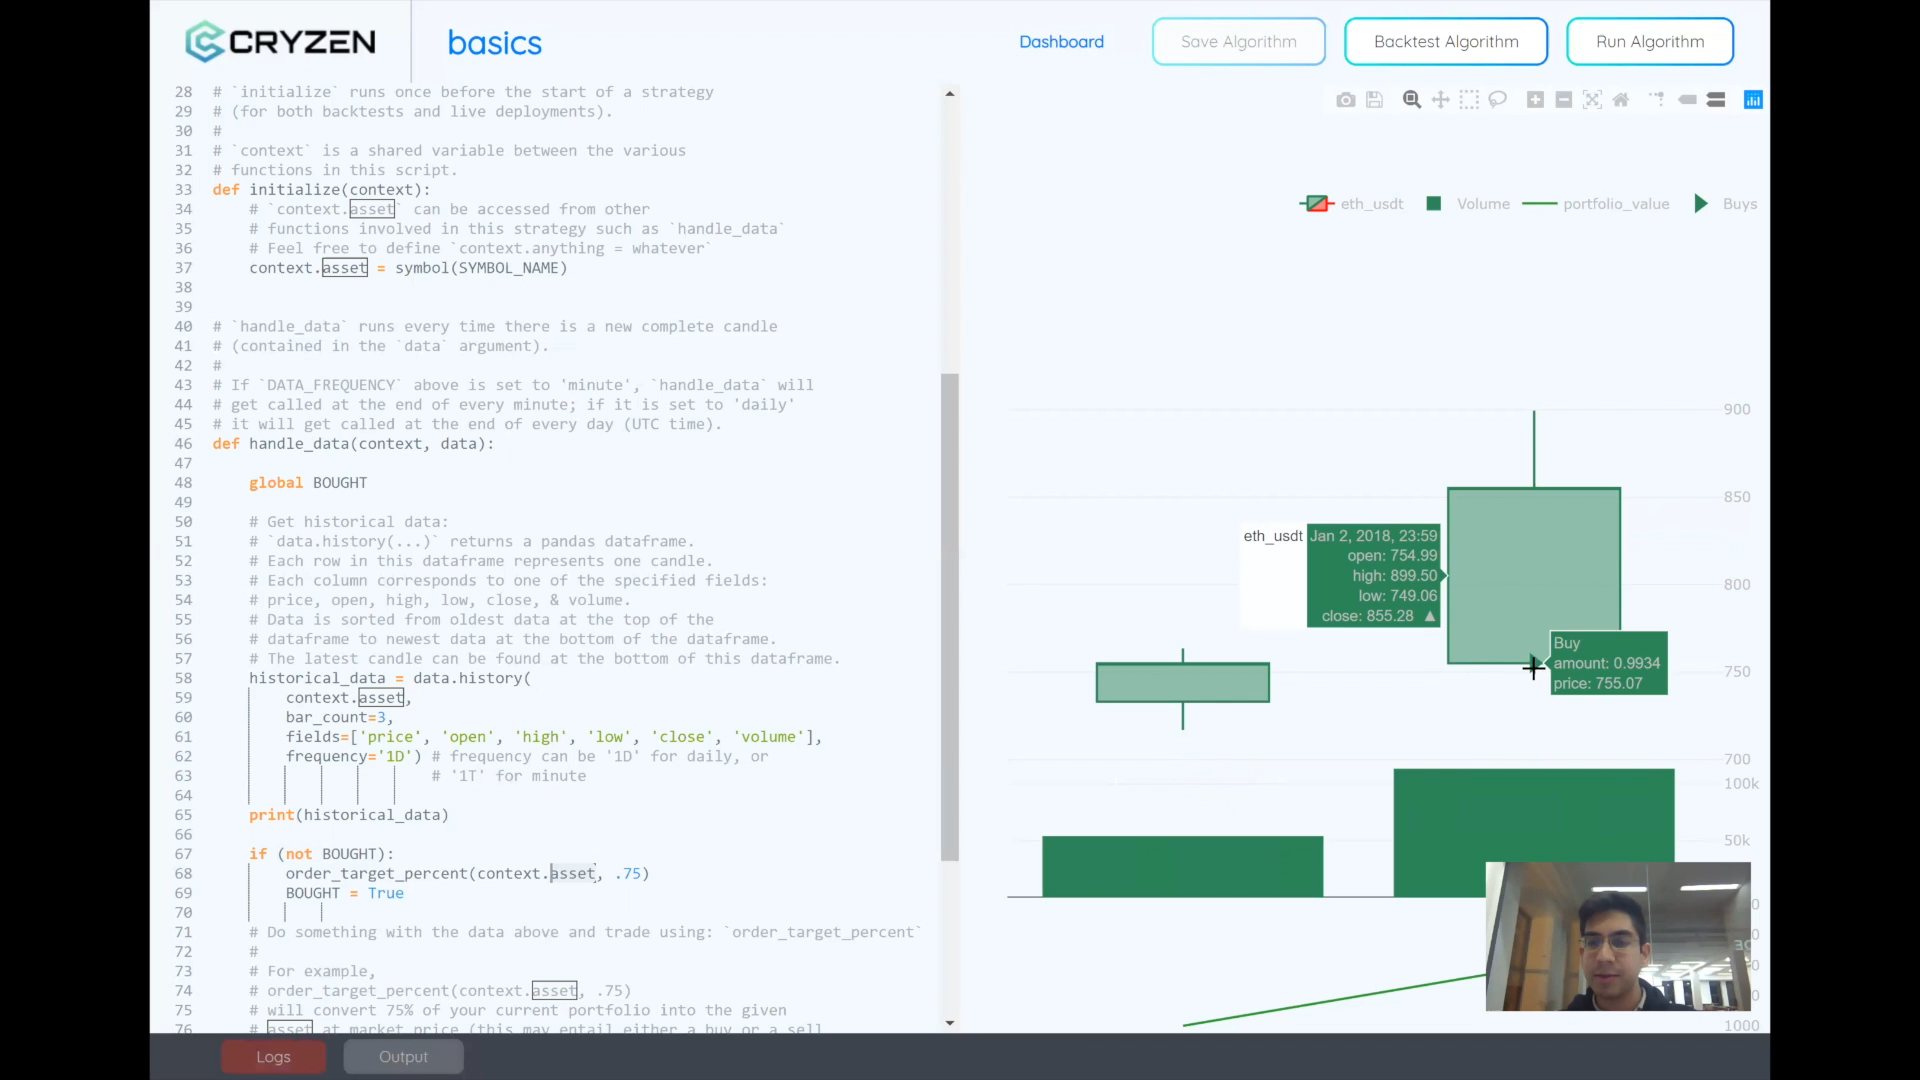 CRYZEN
basics
Dashboard
Save Algorithm
Backtest Algorithm
Run Algorithm
28 # `initialize` runs once before the start of a strategy
29 # (for both backtests and live deployments).
30 #
31 # `context` is a shared variable between the various
32 # functions in this script.
33 def initialize(context):
34 # `context.asset` can be accessed from other
35 # functions involved in this strategy such as `handle_data`
36 # Feel free to define `context.anything = whatever`
37 context.asset = symbol(SYMBOL_NAME)
38
39
40 # `handle_data` runs every time there is a new complete candle
41 # (contained in the `data` argument).
42 #
43 # If `DATA_FREQUENCY` above is set to 'minute', `handle_data` will
44 # get called at the end of every minute; if it is set to 'daily'
45 # it will get called at the end of every day (UTC time).
46 def handle_data(context, data):
47
48 global BOUGHT
49
50 # Get historical data:
51 # `data.history(...)` returns a pandas dataframe.
52 # Each row in this dataframe represents one candle.
53 # Each column corresponds to one of the specified fields:
54 # price, open, high, low, close, & volume.
55 # Data is sorted from oldest data at the top of the
56 # dataframe to newest data at the bottom of the dataframe.
57 # The latest candle can be found at the bottom of this dataframe.
58 historical_data = data.history(
59 context.asset,
60 bar_count=3,
61 fields=['price', 'open', 'high', 'low', 'close', 'volume'],
62 frequency='1D') # frequency can be '1D' for daily, or
63 # '1T' for minute
64
65 print(historical_data)
66
67 if (not BOUGHT):
68 order_target_percent(context.asset, .75)
69 BOUGHT = True
70
71 # Do something with the data above and trade using: `order_target_percent`
72 #
73 # For example,
74 # order_target_percent(context.asset, .75)
75 # will convert 75% of your current portfolio into the given
76 # asset at market price (this may entail either a buy or a sell
eth_usdt
Volume
portfolio_value
Buys
900
850
800
750
700
100k
50k
1000
eth_usdt
Jan 2, 2018, 23:59
open: 754.99
high: 899.50
low: 749.06
close: 855.28 ▲
Buy
amount: 0.9934
price: 755.07
Logs
Output